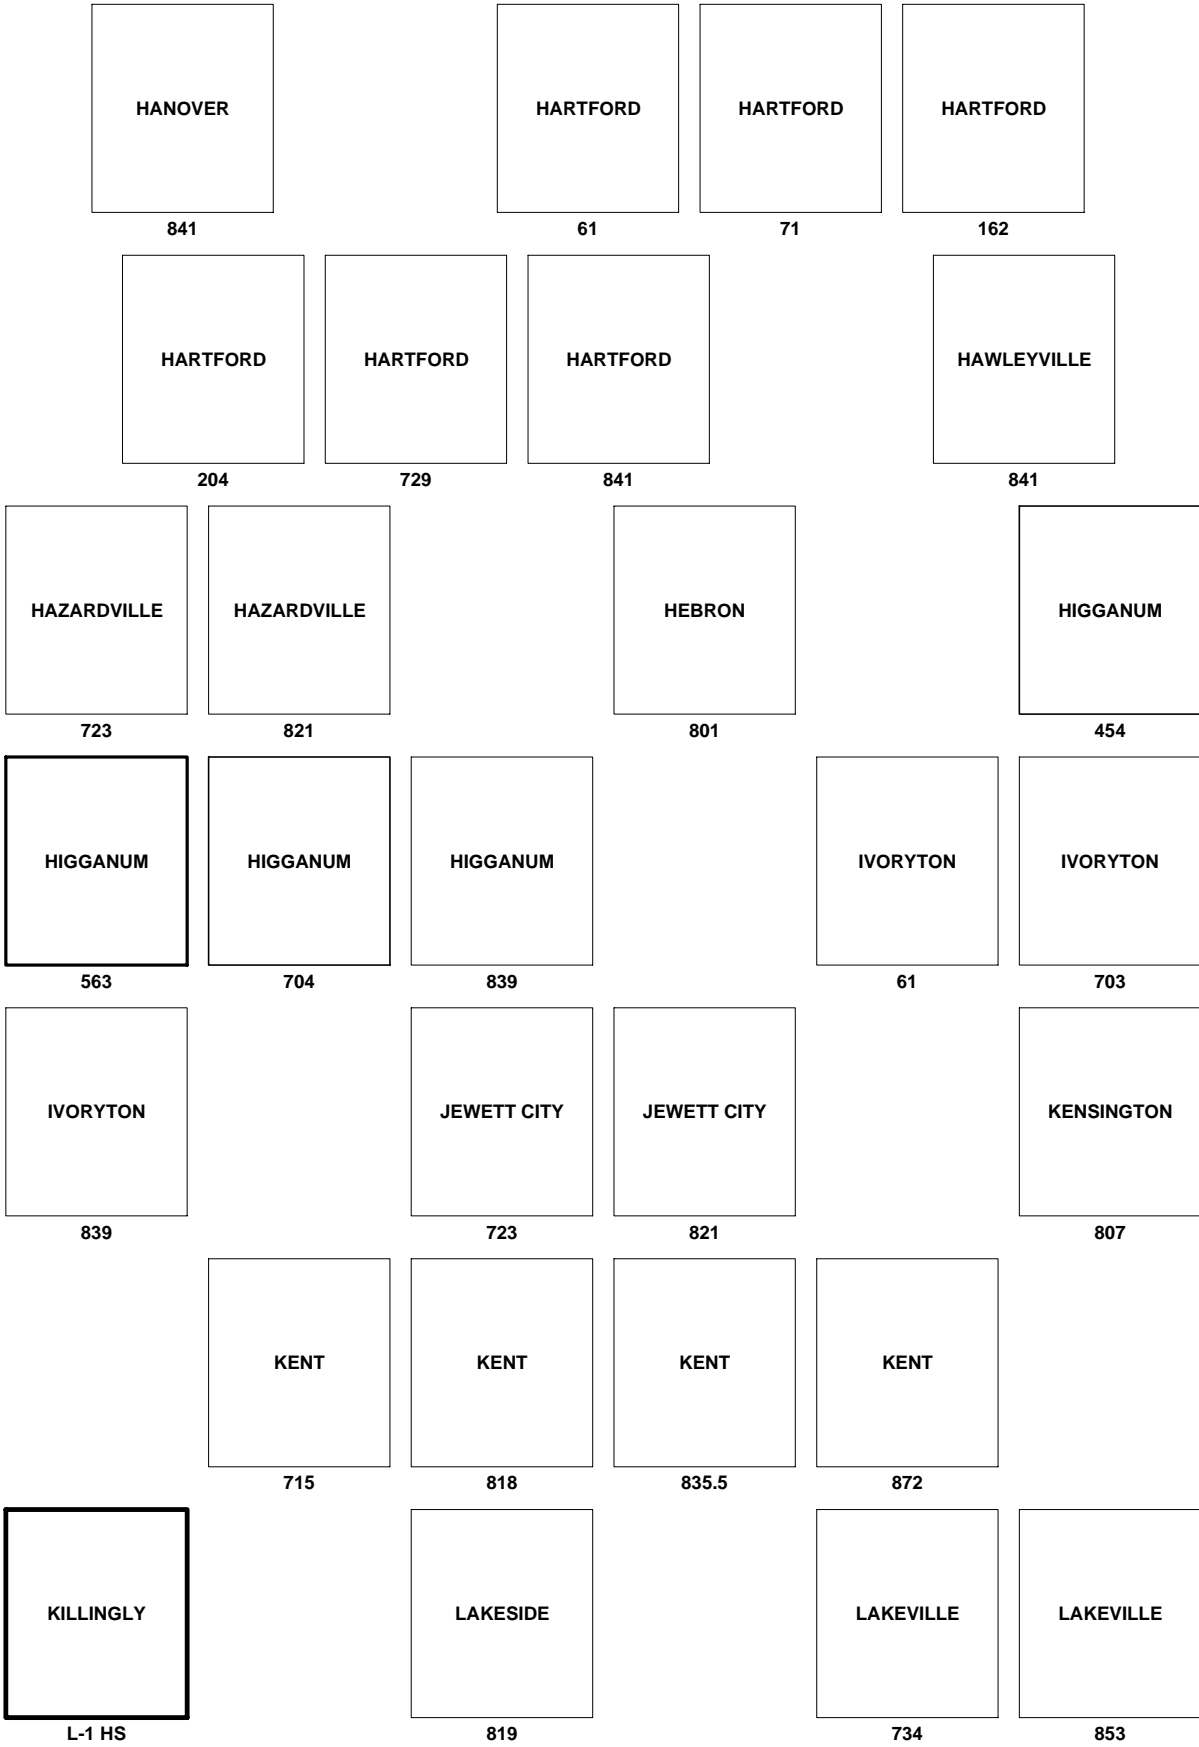 HANOVER HARTFORD HARTFORD HARTFORD
841 61 71 162
HARTFORD HARTFORD HARTFORD HAWLEYVILLE
204 729 841 841
HAZARDVILLE HAZARDVILLE HEBRON HIGGANUM
723 821 801 454
HIGGANUM HIGGANUM HIGGANUM IVORYTON IVORYTON
563 704 839 61 703
IVORYTON JEWETT CITY JEWETT CITY KENSINGTON
839 723 821 807
KENT KENT KENT KENT
715 818 835.5 872
KILLINGLY LAKESIDE LAKEVILLE LAKEVILLE
L-1 HS 819 734 853